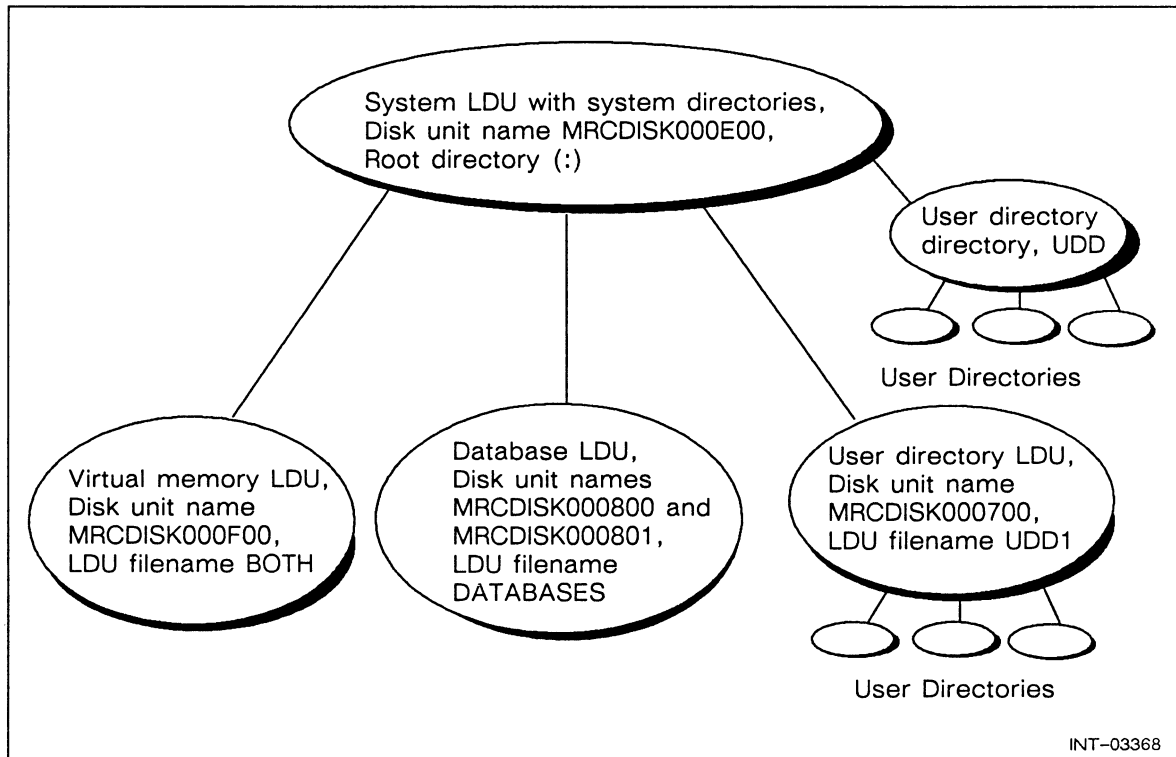 System LDU with system directories,
Disk unit name MRCDISK000E00,
Root directory (:)
User directory
directory, UDD
User Directories
Virtual memory LDU,
Disk unit name
MRCDISK000F00,
LDU filename BOTH
Database LDU,
Disk unit names
MRCDISK000800 and
MRCDISK000801,
LDU filename
DATABASES
User directory LDU,
Disk unit name
MRCDISK000700,
LDU filename UDD1
User Directories
INT–03368